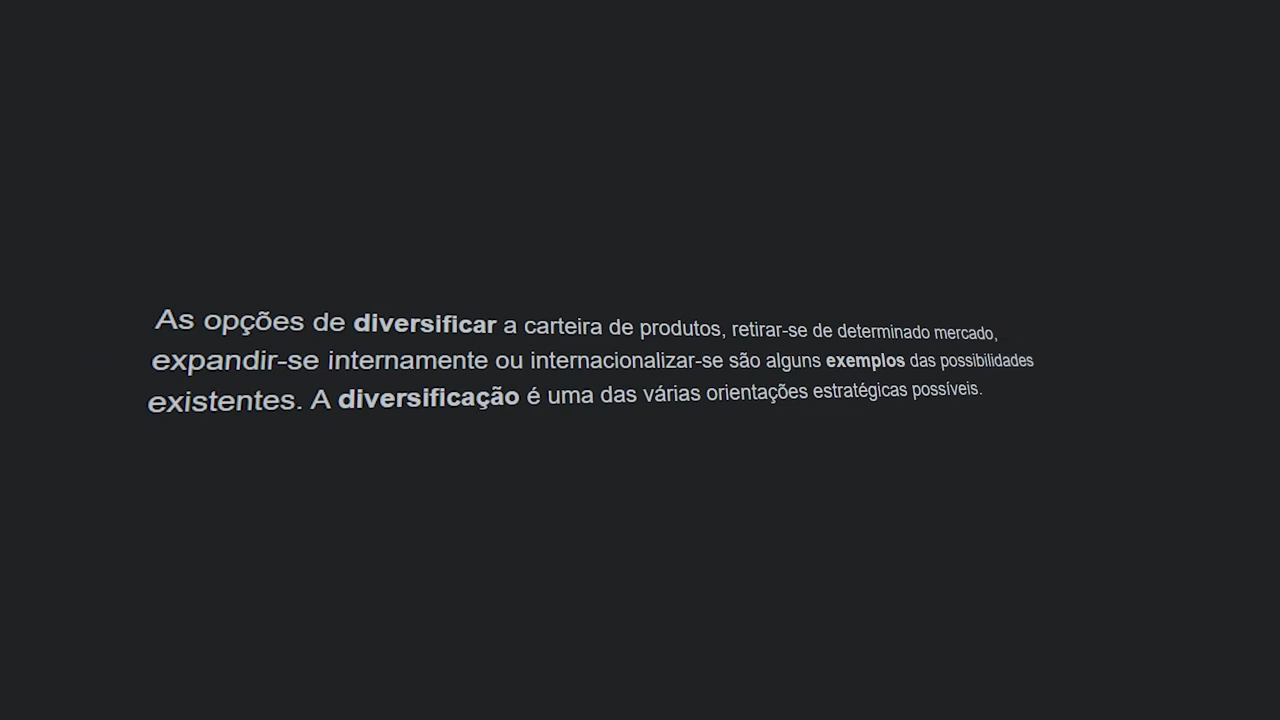 As opções de diversificar a carteira de produtos, retirar-se de determinado mercado,
expandir-se internamente ou internacionalizar-se são alguns exemplos das possibilidades
existentes. A diversificação é uma das várias orientações estratégicas possíveis.